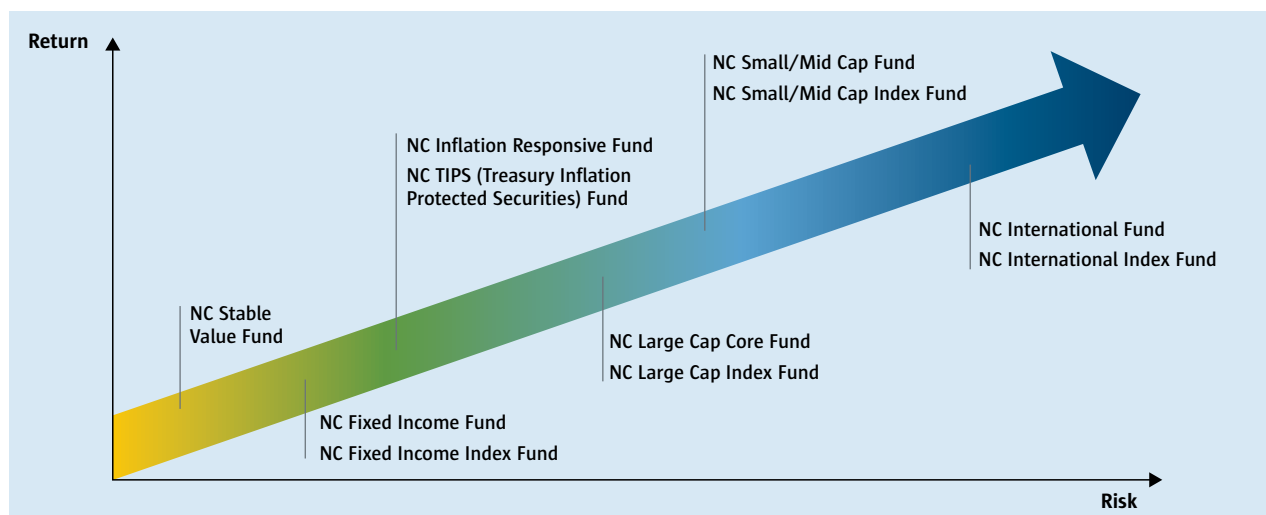 Return
NC Small/Mid Cap Fund
NC Small/Mid Cap Index Fund
NC Inflation Responsive Fund
NC TIPS (Treasury Inflation
Protected Securities) Fund
NC International Fund
NC International Index Fund
NC Stable
Value Fund
NC Large Cap Core Fund
NC Large Cap Index Fund
NC Fixed Income Fund
NC Fixed Income Index Fund
Risk